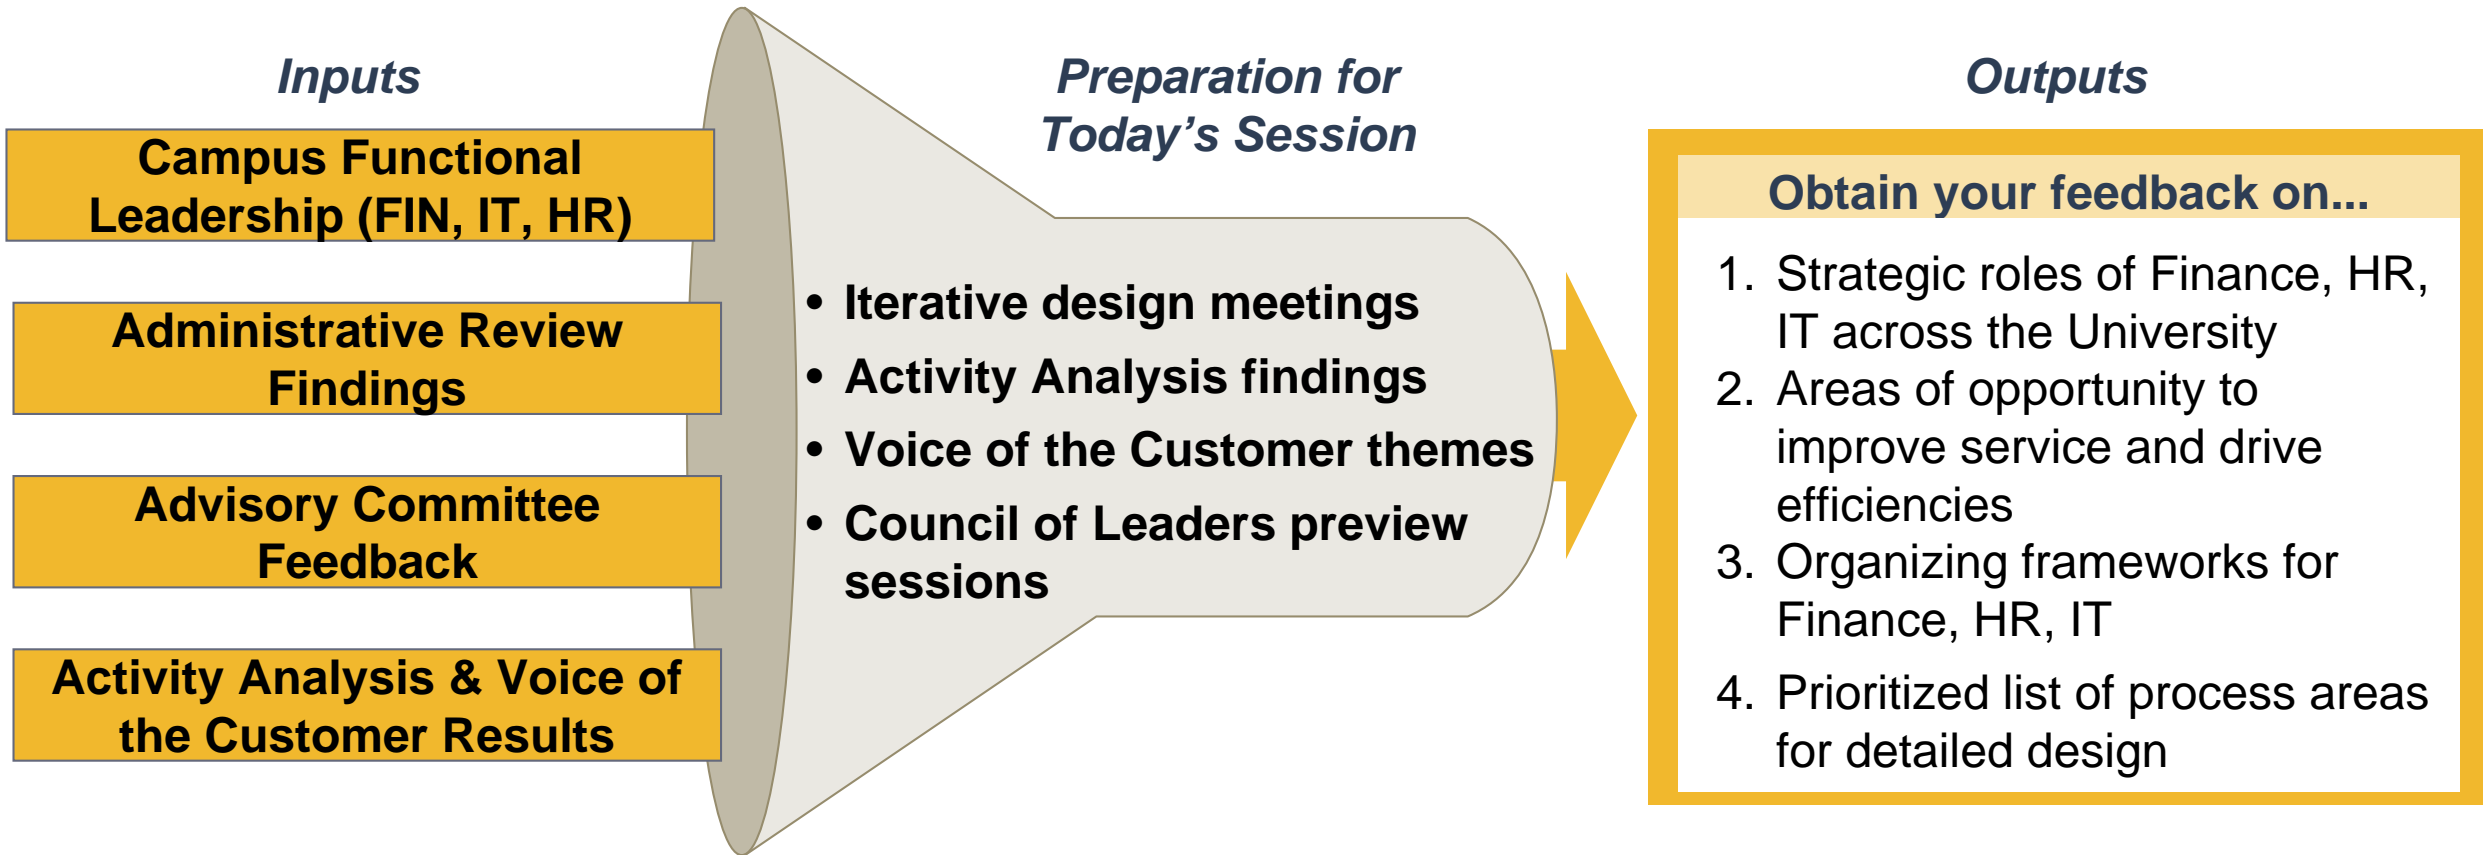 Inputs
Campus Functional
Leadership (FIN, IT, HR)
Administrative Review
Findings
Advisory Committee
Feedback
Activity Analysis & Voice of
the Customer Results
Preparation for
Today’s Session
• Iterative design meetings
• Activity Analysis findings
• Voice of the Customer themes
• Council of Leaders preview
sessions
Outputs
Obtain your feedback on...
1. Strategic roles of Finance, HR,
IT across the University
2. Areas of opportunity to
improve service and drive
efficiencies
3. Organizing frameworks for
Finance, HR, IT
4. Prioritized list of process areas
for detailed design